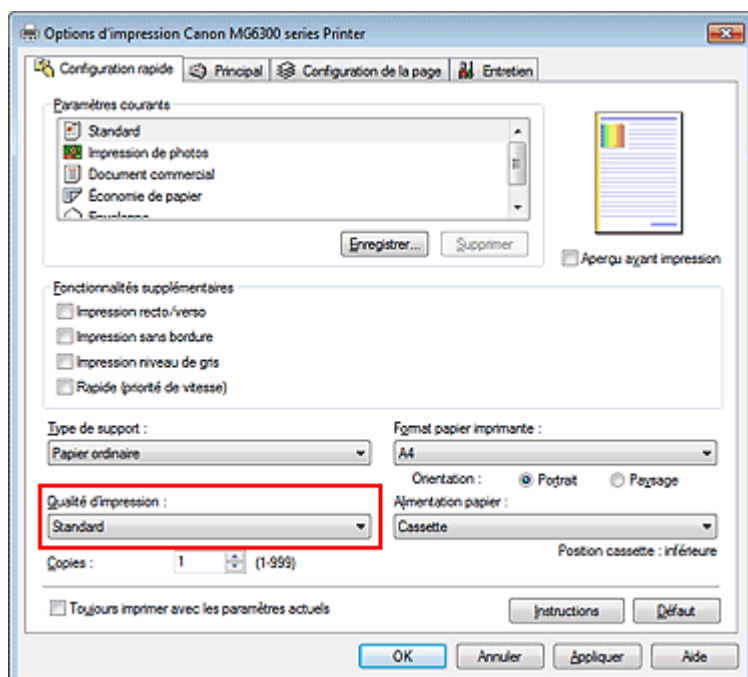 Options d'impression Canon MG6300 series Printer
Configuration rapide Principal Configuration de la page Entretien
Paramètres courants
Standard
Impression de photos
Document commercial
Économie de papier
Enveloppe
Enregistrer... Supprimer
Aperçu avant impression
Fonctionnalités supplémentaires
Impression recto/verso
Impression sans bordure
Impression niveau de gris
Rapide (priorité de vitesse)
Type de support :
Papier ordinaire
Format papier imprimante :
A4
Orientation : Portrait Paysage
Qualité d'impression :
Standard
Alimentation papier :
Cassette
Position cassette : inférieure
Copies : 1 (1-999)
Toujours imprimer avec les paramètres actuels
Instructions Défaut
OK Annuler Appliquer Aide